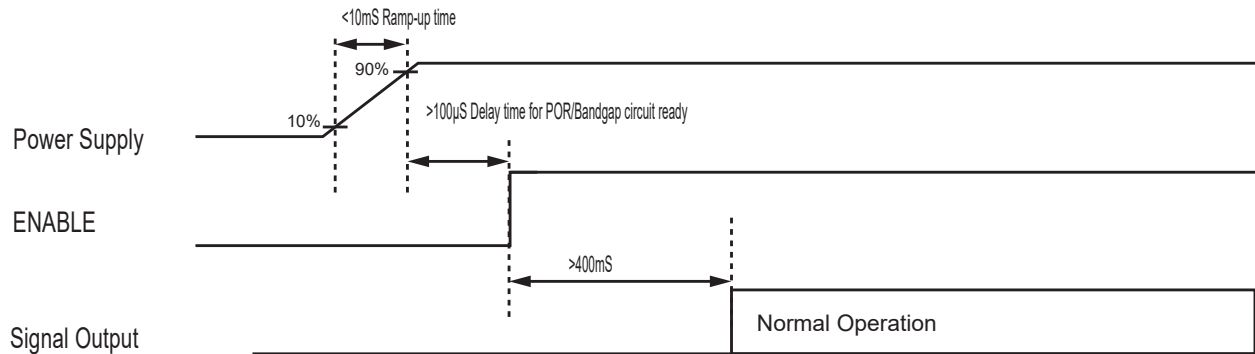 <10mS Ramp-up time
90%
>100μS Delay time for POR/Bandgap circuit ready
10%
Power Supply
ENABLE
>400mS
Normal Operation
Signal Output